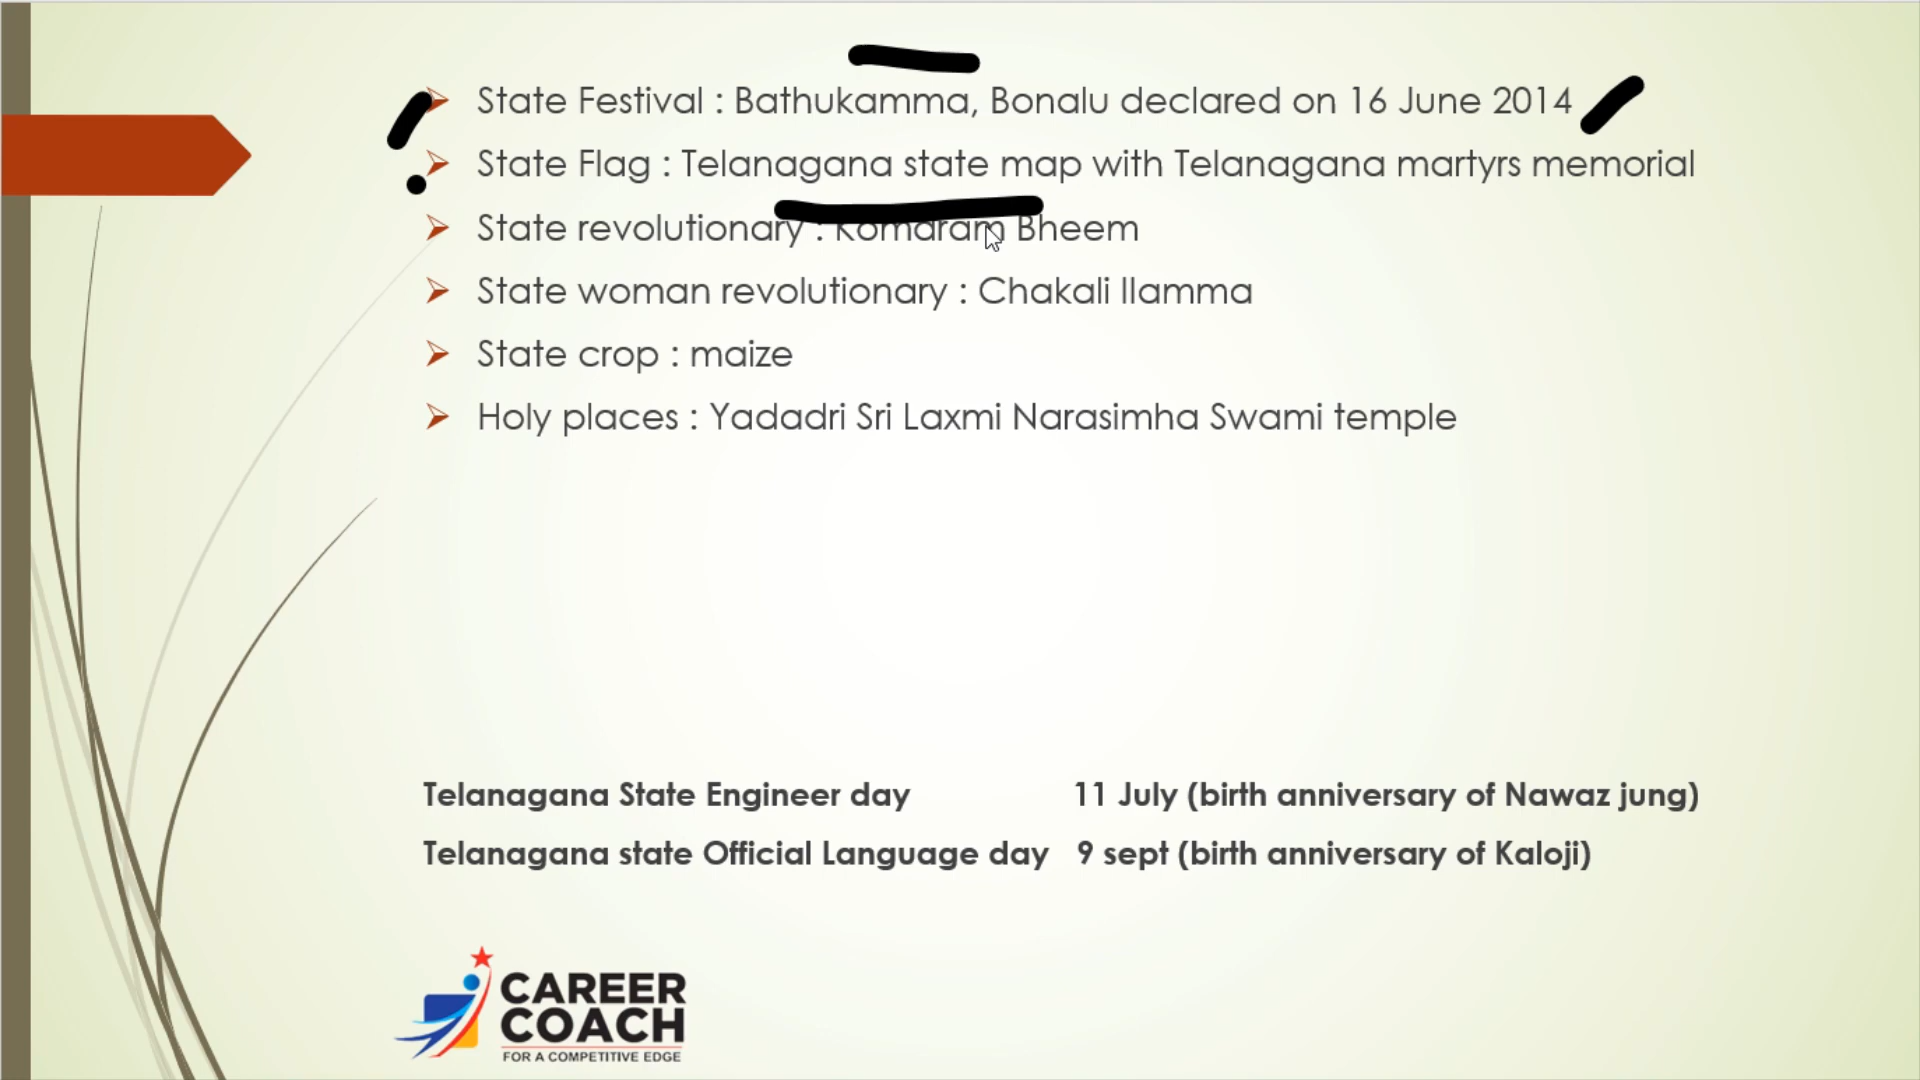 State Festival : Bathukamma, Bonalu declared on 16 June 2014
State Flag : Telanagana state map with Telanagana martyrs memorial
State revolutionary : Komaram Bheem
State woman revolutionary : Chakali Ilamma
State crop : maize
Holy places : Yadadri Sri Laxmi Narasimha Swami temple
Telanagana State Engineer day 11 July (birth anniversary of Nawaz jung)
Telanagana state Official Language day 9 sept (birth anniversary of Kaloji)
CAREER
COACH
FOR A COMPETITIVE EDGE